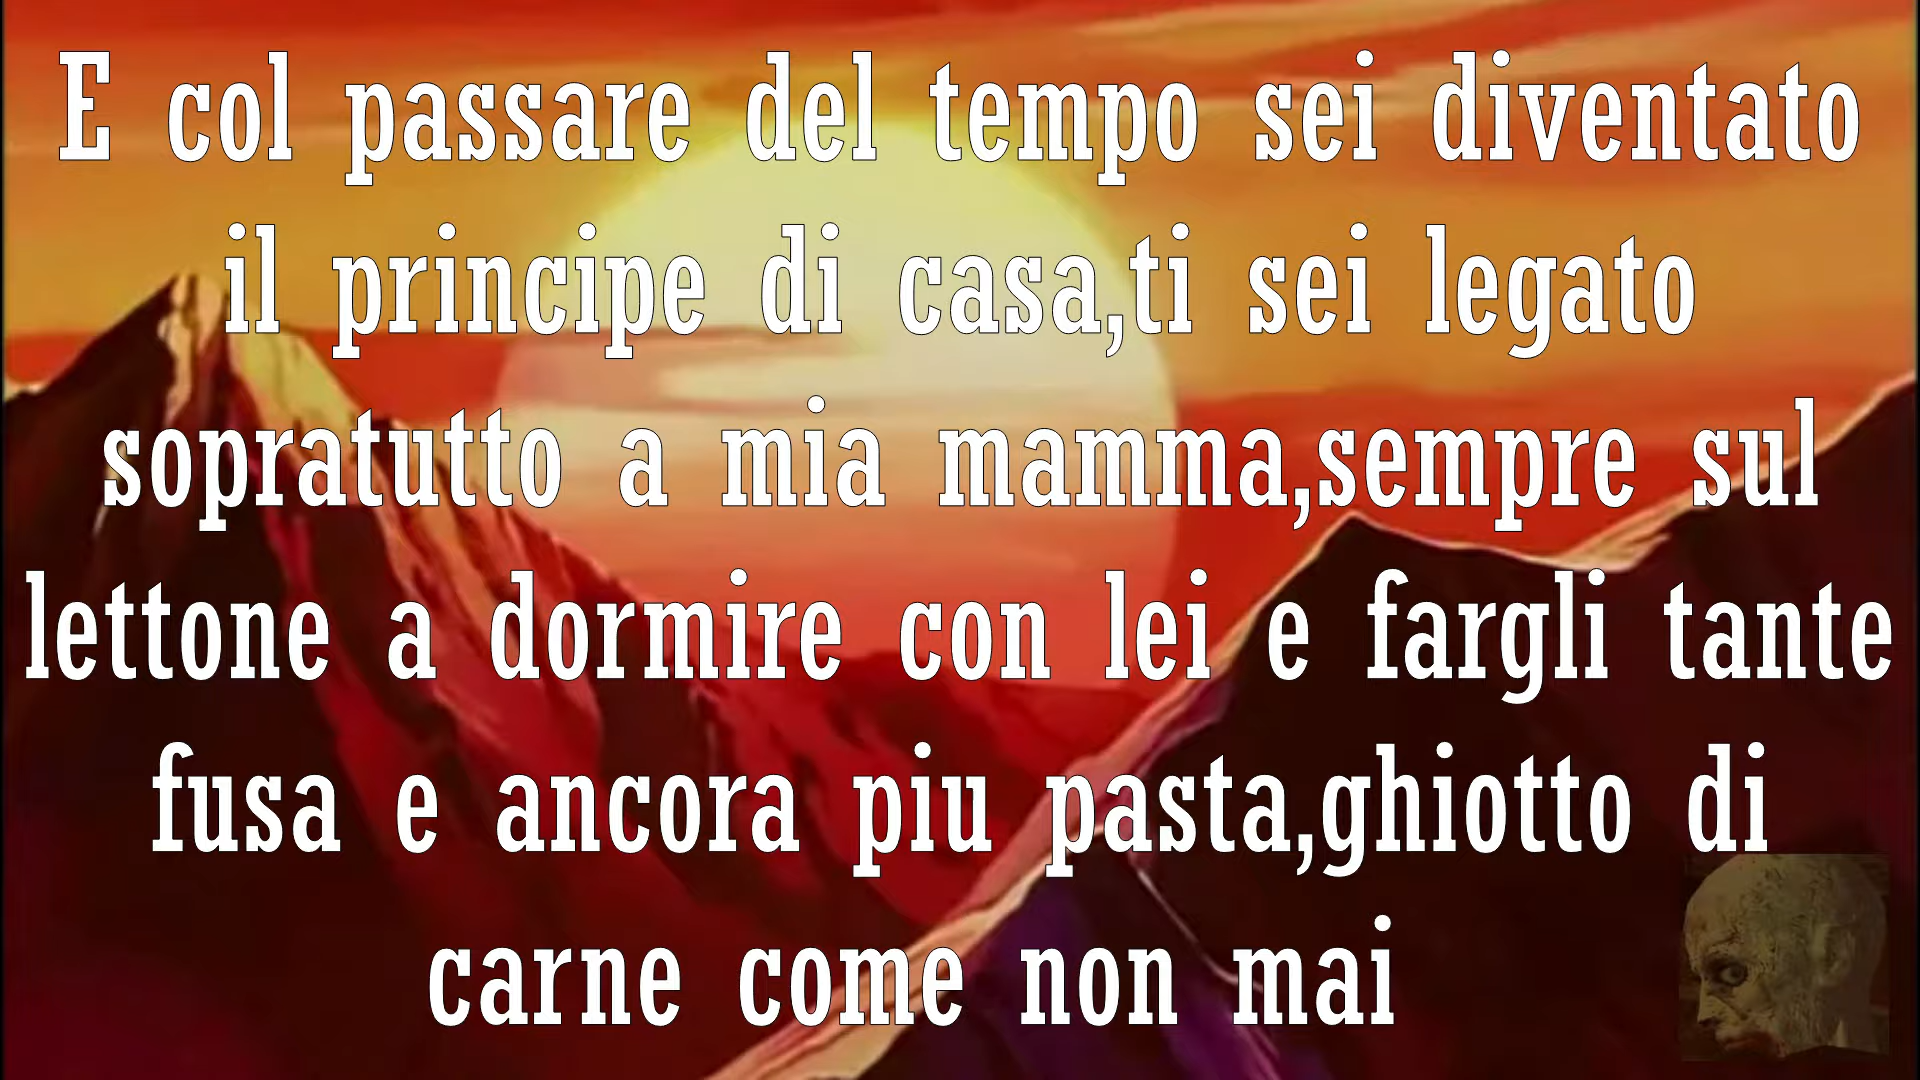 E col passare del tempo sei diventato
il principe di casa,ti sei legato
sopratutto a mia mamma,sempre sul
lettone a dormire con lei e fargli tante
fusa e ancora piu pasta,ghiotto di
carne come non mai